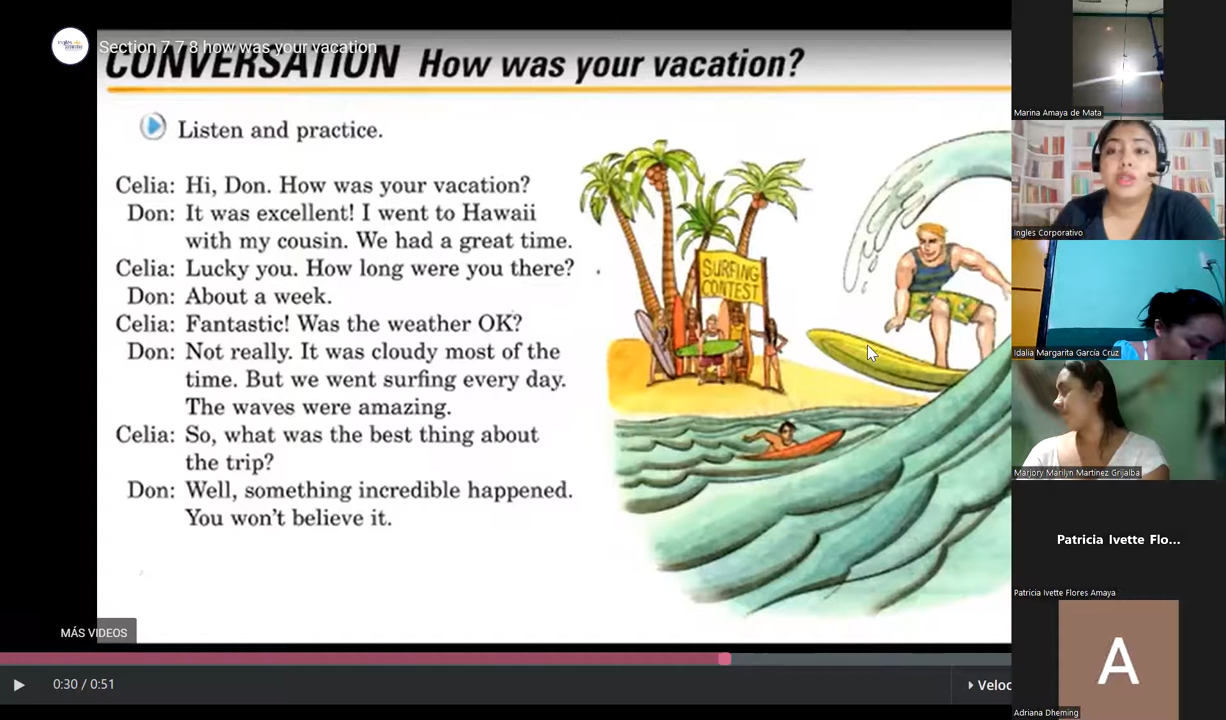 Section 7 7 8 how was your vacation
CONVERSATION How was your vacation?
Listen and practice.
Celia: Hi, Don. How was your vacation?
Don: It was excellent! I went to Hawaii
with my cousin. We had a great time.
Celia: Lucky you. How long were you there?
Don: About a week.
Celia: Fantastic! Was the weather OK?
Don: Not really. It was cloudy most of the
time. But we went surfing every day.
The waves were amazing.
Celia: So, what was the best thing about
the trip?
Don: Well, something incredible happened.
You won't believe it.
SURFING
CONTEST
MÁS VIDEOS
0:30 / 0:51
Veloc
Marina Amaya de Mata
Ingles Corporativo
Idalia Margarita García Cruz
Marjory Marilyn Martinez Grijalba
Patricia Ivette Flo...
Patricia Ivette Flores Amaya
A
Adriana Dheming